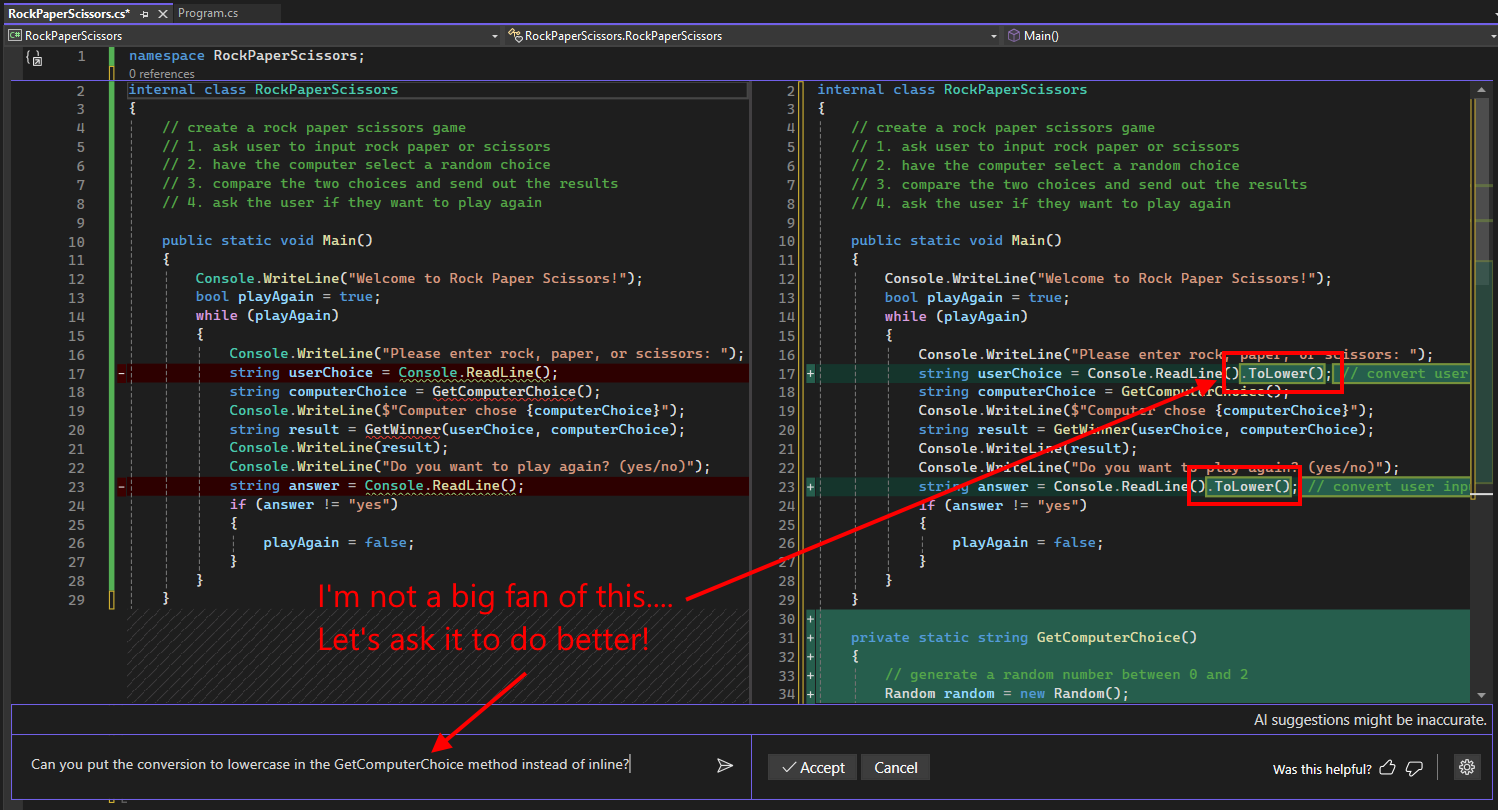 RockPaperScissors.cs*
Program.cs
C# RockPaperScissors
RockPaperScissors.RockPaperScissors
Main()
1 namespace RockPaperScissors;
0 references
2 internal class RockPaperScissors
3 {
4 // create a rock paper scissors game
5 // 1. ask user to input rock paper or scissors
6 // 2. have the computer select a random choice
7 // 3. compare the two choices and send out the results
8 // 4. ask the user if they want to play again
9
10 public static void Main()
11 {
12 Console.WriteLine("Welcome to Rock Paper Scissors!");
13 bool playAgain = true;
14 while (playAgain)
15 {
16 Console.WriteLine("Please enter rock, paper, or scissors: ");
17 - string userChoice = Console.ReadLine();
18 string computerChoice = GetComputerChoice();
19 Console.WriteLine($"Computer chose {computerChoice}");
20 string result = GetWinner(userChoice, computerChoice);
21 Console.WriteLine(result);
22 Console.WriteLine("Do you want to play again? (yes/no)");
23 - string answer = Console.ReadLine();
24 if (answer != "yes")
25 {
26 playAgain = false;
27 }
28 }
29 }
2 internal class RockPaperScissors
3 {
4 // create a rock paper scissors game
5 // 1. ask user to input rock paper or scissors
6 // 2. have the computer select a random choice
7 // 3. compare the two choices and send out the results
8 // 4. ask the user if they want to play again
9
10 public static void Main()
11 {
12 Console.WriteLine("Welcome to Rock Paper Scissors!");
13 bool playAgain = true;
14 while (playAgain)
15 {
16 Console.WriteLine("Please enter rock, paper, or scissors: ");
17 + string userChoice = Console.ReadLine().ToLower(); // convert user
18 string computerChoice = GetComputerChoice();
19 Console.WriteLine($"Computer chose {computerChoice}");
20 string result = GetWinner(userChoice, computerChoice);
21 Console.WriteLine(result);
22 Console.WriteLine("Do you want to play again? (yes/no)");
23 + string answer = Console.ReadLine().ToLower(); // convert user inp
24 if (answer != "yes")
25 {
26 playAgain = false;
27 }
28 }
29 }
30 +
31 + private static string GetComputerChoice()
32 + {
33 + // generate a random number between 0 and 2
34 + Random random = new Random();
I'm not a big fan of this....
Let's ask it to do better!
AI suggestions might be inaccurate.
Can you put the conversion to lowercase in the GetComputerChoice method instead of inline?
Accept
Cancel
Was this helpful?